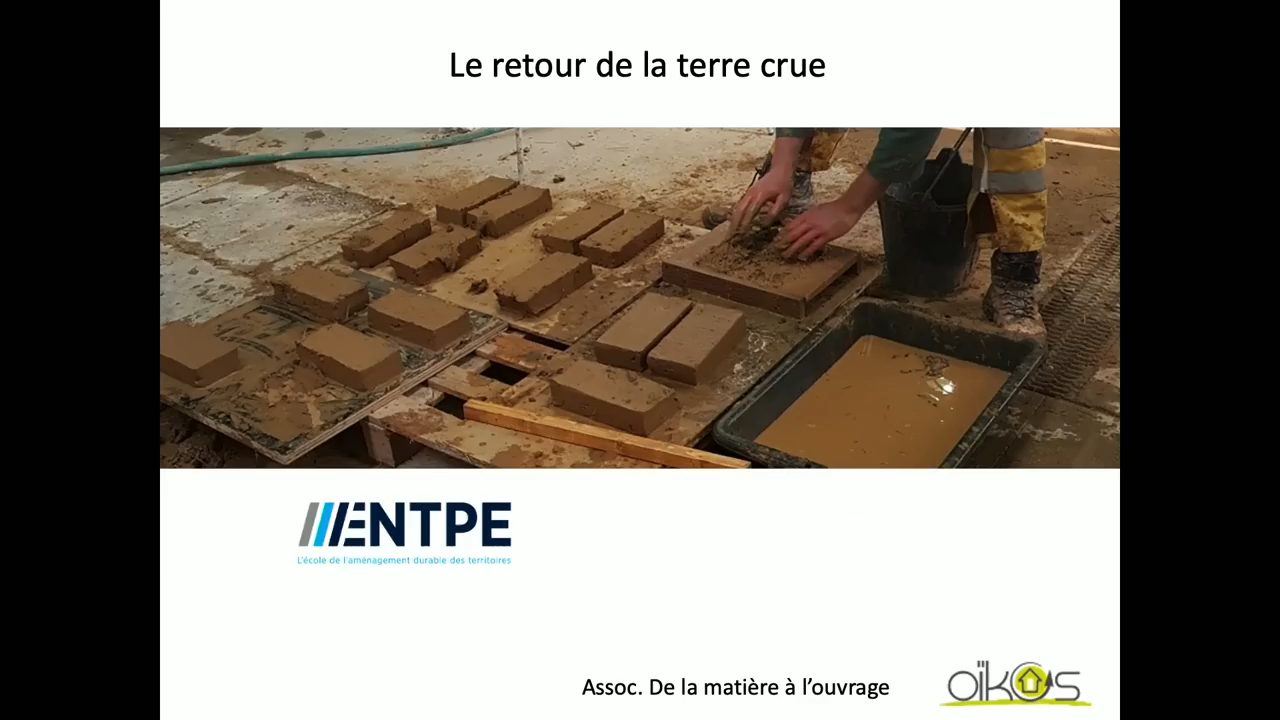 Le retour de la terre crue
ENTPE
L'école de l'aménagement durable des territoires
Assoc. De la matière à l'ouvrage
oïkos